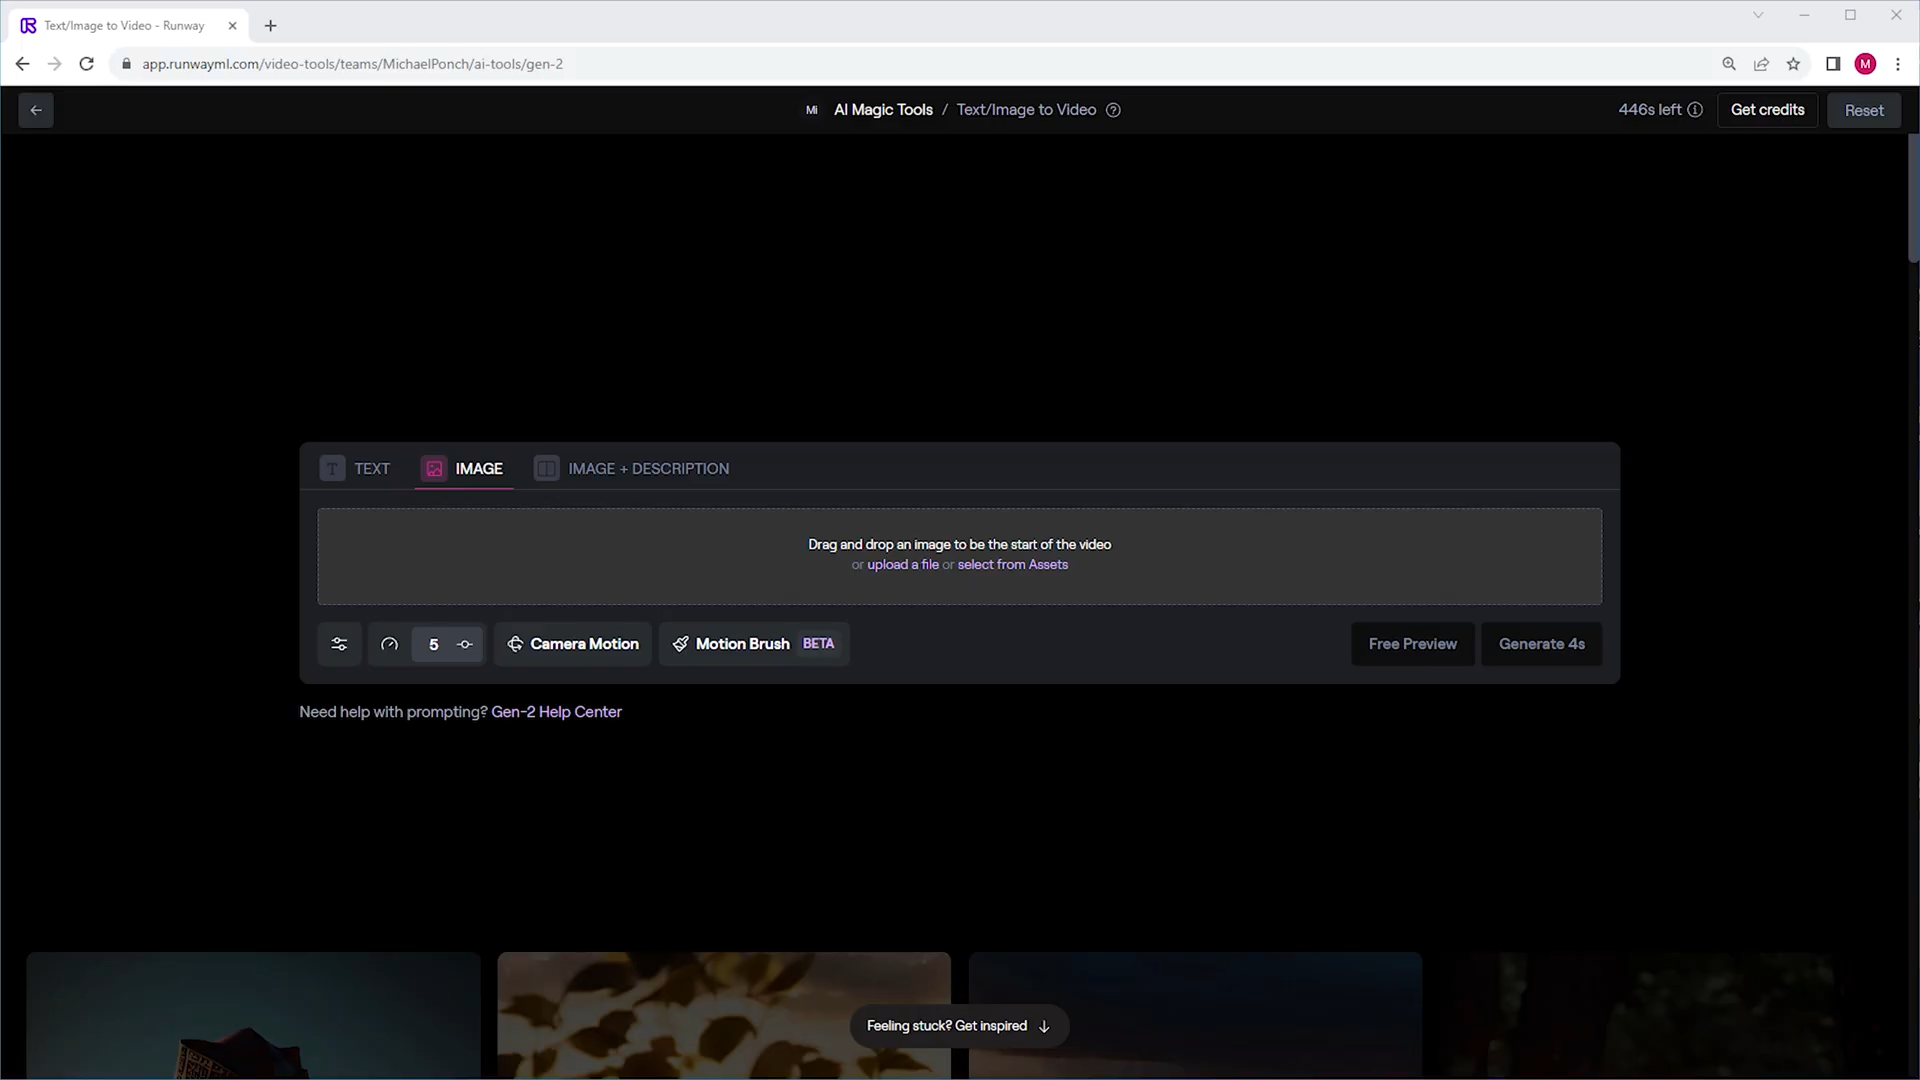 Text/Image to Video - Runway
app.runwayml.com/video-tools/teams/MichaelPonch/ai-tools/gen-2
M
Mi AI Magic Tools / Text/Image to Video
446s left
Get credits
Reset
TEXT
IMAGE
IMAGE + DESCRIPTION
Drag and drop an image to be the start of the video
or upload a file or select from Assets
5
Camera Motion
Motion Brush BETA
Free Preview
Generate 4s
Need help with prompting? Gen-2 Help Center
Feeling stuck? Get inspired